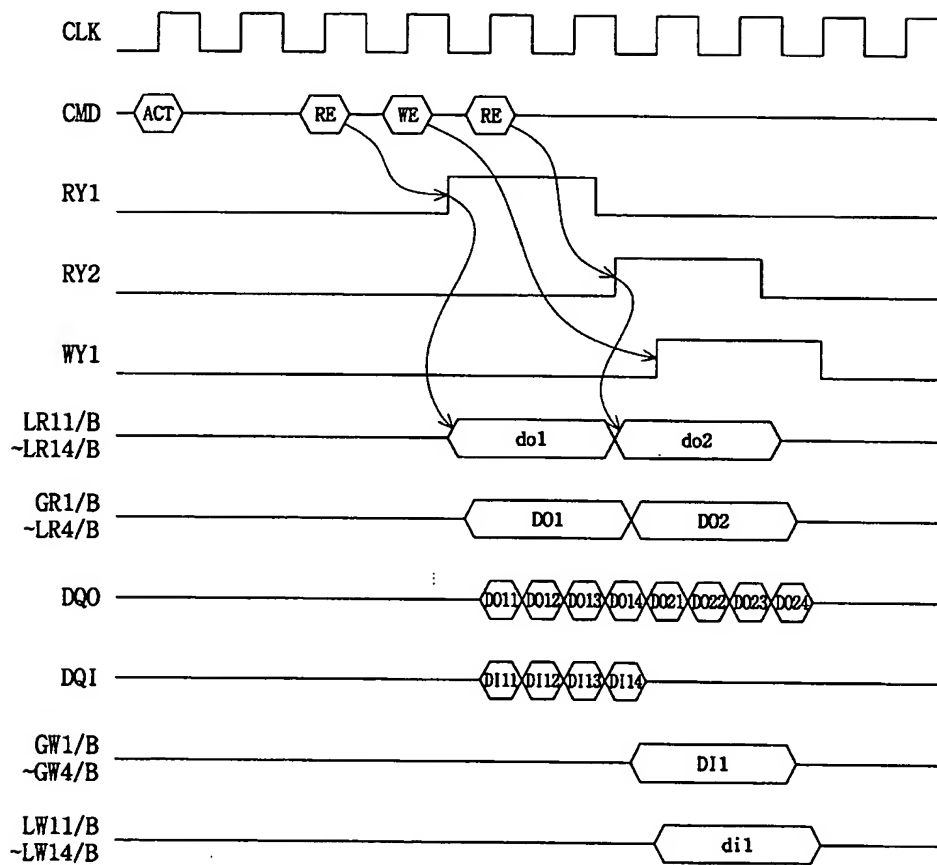 CLK
CMD ACT RE WE RE
RY1
RY2
WY1
LR11/B
~LR14/B do1 do2
GR1/B
~LR4/B DO1 DO2
DQO DO11 DO12 DO13 DO14 DO21 DO22 DO23 DO24
DQI DI11 DI12 DI13 DI14
GW1/B
~GW4/B DI1
LW11/B
~LW14/B di1